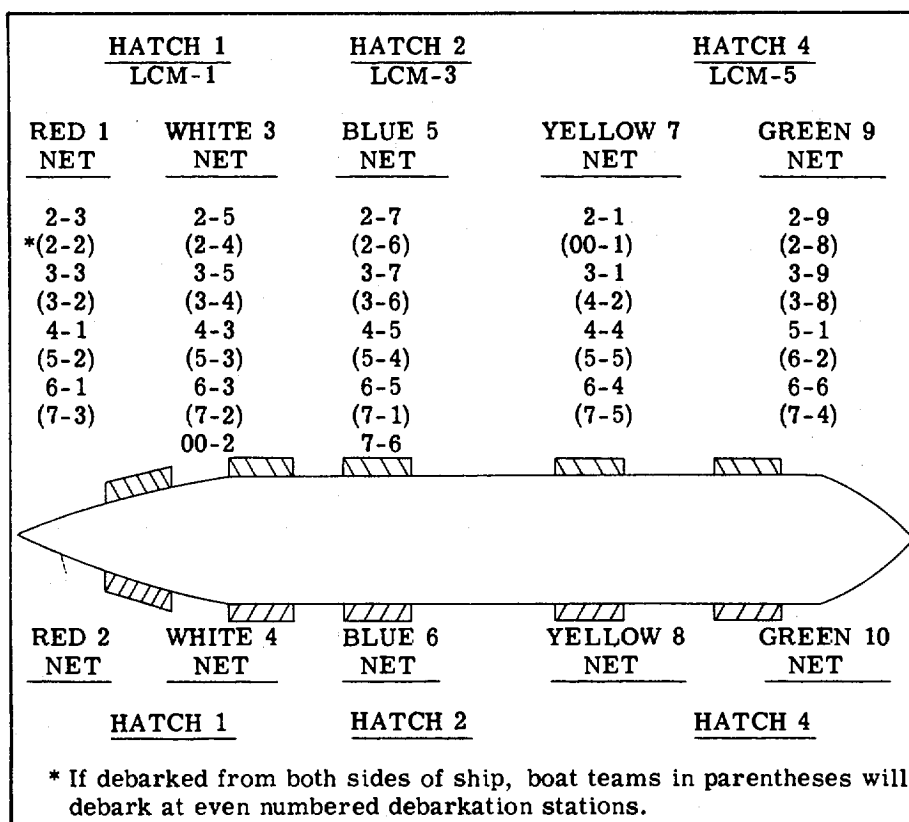 HATCH 1 HATCH 2 HATCH 4
LCM-1 LCM-3 LCM-5
RED 1 WHITE 3 BLUE 5 YELLOW 7 GREEN 9
NET NET NET NET NET
2-3 2-5 2-7 2-1 2-9
*(2-2) (2-4) (2-6) (00-1) (2-8)
3-3 3-5 3-7 3-1 3-9
(3-2) (3-4) (3-6) (4-2) (3-8)
4-1 4-3 4-5 4-4 5-1
(5-2) (5-3) (5-4) (5-5) (6-2)
6-1 6-3 6-5 6-4 6-6
(7-3) (7-2) (7-1) (7-5) (7-4)
00-2 7-6
RED 2 WHITE 4 BLUE 6 YELLOW 8 GREEN 10
NET NET NET NET NET
HATCH 1 HATCH 2 HATCH 4
* If debarked from both sides of ship, boat teams in parentheses will
debark at even numbered debarkation stations.